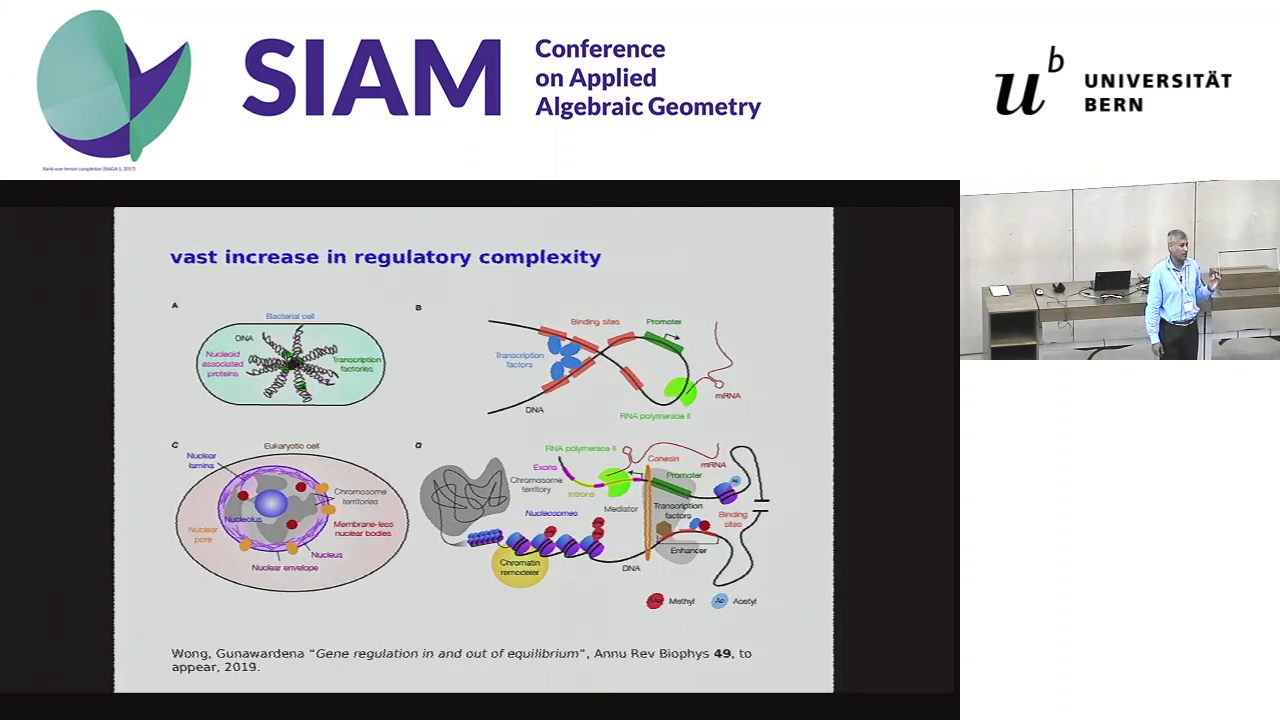 SIAM
Conference
on Applied
Algebraic Geometry
u
b
UNIVERSITÄT
BERN
vast increase in regulatory complexity
A
Bacterial cell
DNA
Nucleoid
associated
proteins
Transcription
factories
B
Binding sites
Promoter
Transcription
factors
DNA
mRNA
RNA polymerase II
C
Eukaryotic cell
Nuclear
lamina
Chromosome
territories
Nucleolus
Nuclear
pore
Membrane-less
nuclear bodies
Nucleus
Nuclear envelope
D
RNA polymerase II
Cohesin
mRNA
Exons
Promoter
Chromosome
territory
Introns
Ac
Nucleosomes
Mediator
Transcription
factors
Binding
sites
Enhancer
Chromatin
remodeler
DNA
Me
Methyl
Ac
Acetyl
Wong, Gunawardena “Gene regulation in and out of equilibrium”, Annu Rev Biophys 49, to
appear, 2019.